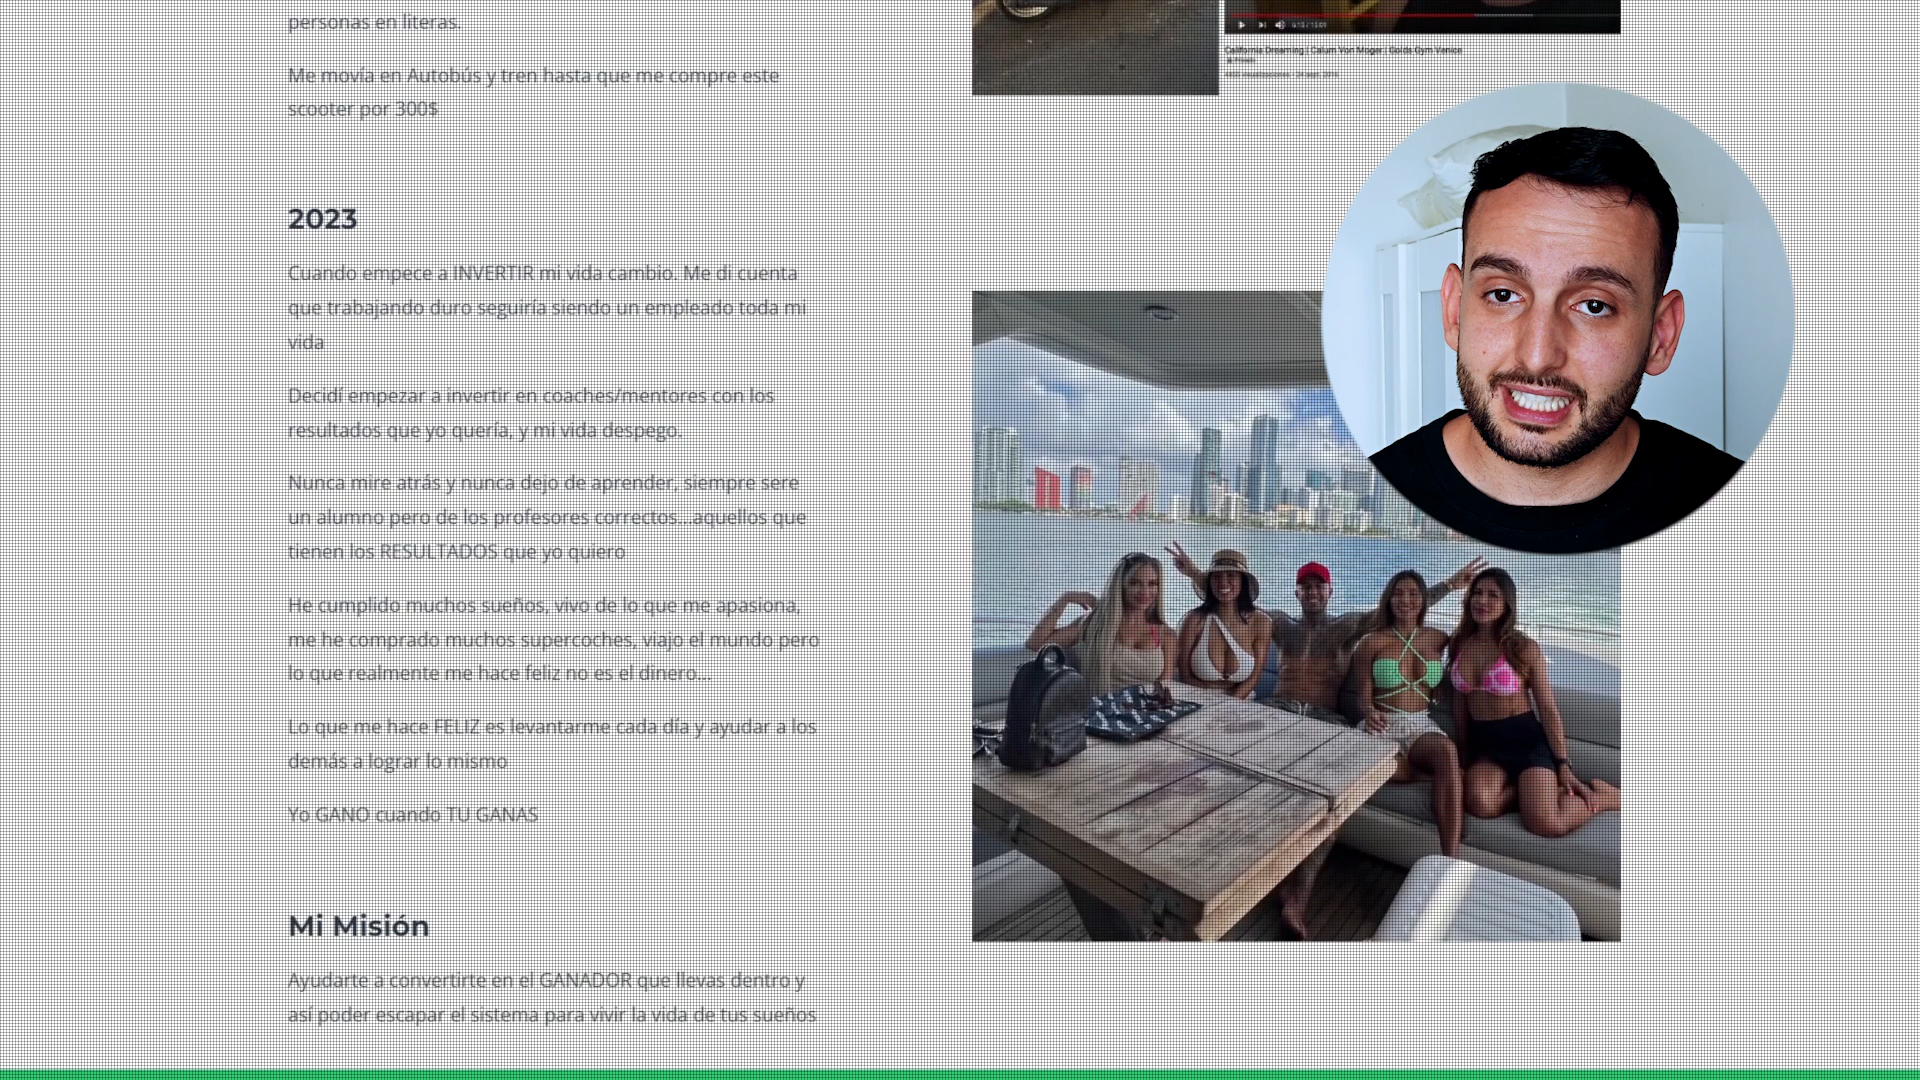 personas en literas.
Me movía en Autobús y tren hasta que me compre este
scooter por 300$
California Dreaming | Calum Von Moger | Golds Gym Venice
2023
Cuando empece a INVERTIR mi vida cambio. Me di cuenta
que trabajando duro seguiría siendo un empleado toda mi
vida
Decidí empezar a invertir en coaches/mentores con los
resultados que yo quería, y mi vida despego.
Nunca mire atrás y nunca dejo de aprender, siempre sere
un alumno pero de los profesores correctos...aquellos que
tienen los RESULTADOS que yo quiero
He cumplido muchos sueños, vivo de lo que me apasiona,
me he comprado muchos supercoches, viajo el mundo pero
lo que realmente me hace feliz no es el dinero...
Lo que me hace FELIZ es levantarme cada día y ayudar a los
demás a lograr lo mismo
Yo GANO cuando TU GANAS
Mi Misión
Ayudarte a convertirte en el GANADOR que llevas dentro y
así poder escapar el sistema para vivir la vida de tus sueños